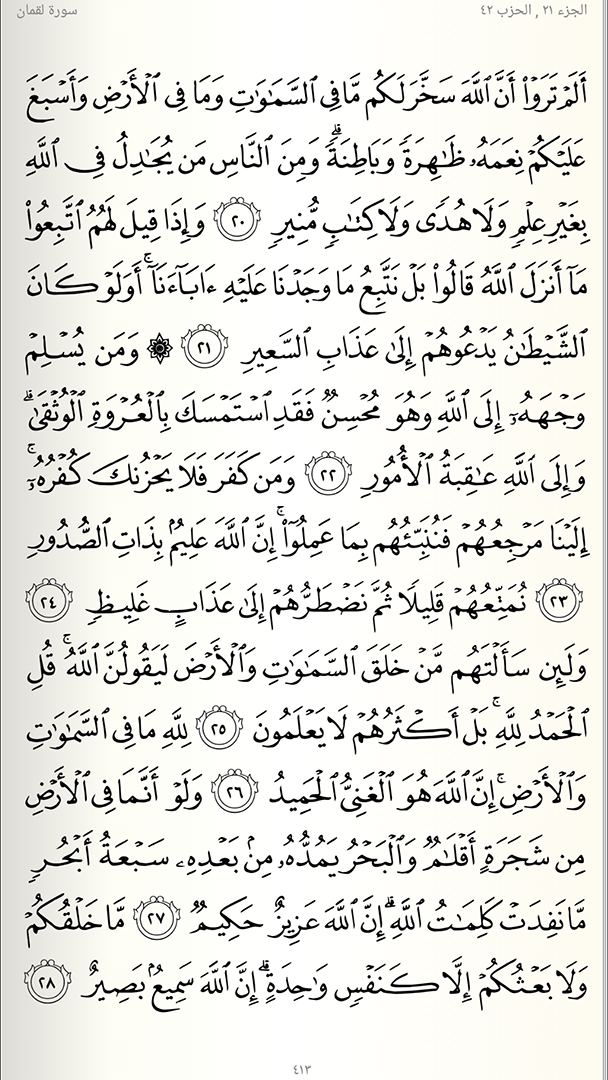 الجزء ٢١ , الحزب ٤٢
سورة لقمان
أَلَمْ تَرَوْا۟ أَنَّ ٱللَّهَ سَخَّرَ لَكُم مَّا فِى ٱلسَّمَـٰوَٰتِ وَمَا فِى ٱلْأَرْضِ وَأَسْبَغَ
عَلَيْكُمْ نِعَمَهُۥ ظَـٰهِرَةً وَبَاطِنَةً ۗ وَمِنَ ٱلنَّاسِ مَن يُجَـٰدِلُ فِى ٱللَّهِ
بِغَيْرِ عِلْمٍ وَلَا هُدًى وَلَا كِتَـٰبٍ مُّنِيرٍ ٢٠ وَإِذَا قِيلَ لَهُمُ ٱتَّبِعُوا۟
مَآ أَنزَلَ ٱللَّهُ قَالُوا۟ بَلْ نَتَّبِعُ مَا وَجَدْنَا عَلَيْهِ ءَابَآءَنَآ ۚ أَوَلَوْ كَانَ
ٱلشَّيْطَـٰنُ يَدْعُوهُمْ إِلَىٰ عَذَابِ ٱلسَّعِيرِ ٢١ ۞ وَمَن يُسْلِمْ
وَجْهَهُۥٓ إِلَى ٱللَّهِ وَهُوَ مُحْسِنٌ فَقَدِ ٱسْتَمْسَكَ بِٱلْعُرْوَةِ ٱلْوُثْقَىٰ ۗ
وَإِلَى ٱللَّهِ عَـٰقِبَةُ ٱلْأُمُورِ ٢٢ وَمَن كَفَرَ فَلَا يَحْزُنكَ كُفْرُهُۥٓ ۚ
إِلَيْنَا مَرْجِعُهُمْ فَنُنَبِّئُهُم بِمَا عَمِلُوٓا۟ ۚ إِنَّ ٱللَّهَ عَلِيمٌۢ بِذَاتِ ٱلصُّدُورِ
٢٣ نُمَتِّعُهُمْ قَلِيلًا ثُمَّ نَضْطَرُّهُمْ إِلَىٰ عَذَابٍ غَلِيظٍ ٢٤
وَلَئِن سَأَلْتَهُم مَّنْ خَلَقَ ٱلسَّمَـٰوَٰتِ وَٱلْأَرْضَ لَيَقُولُنَّ ٱللَّهُ ۚ قُلِ
ٱلْحَمْدُ لِلَّهِ ۚ بَلْ أَكْثَرُهُمْ لَا يَعْلَمُونَ ٢٥ لِلَّهِ مَا فِى ٱلسَّمَـٰوَٰتِ
وَٱلْأَرْضِ ۚ إِنَّ ٱللَّهَ هُوَ ٱلْغَنِىُّ ٱلْحَمِيدُ ٢٦ وَلَوْ أَنَّمَا فِى ٱلْأَرْضِ
مِن شَجَرَةٍ أَقْلَـٰمٌ وَٱلْبَحْرُ يَمُدُّهُۥ مِنۢ بَعْدِهِۦ سَبْعَةُ أَبْحُرٍ
مَّا نَفِدَتْ كَلِمَـٰتُ ٱللَّهِ ۗ إِنَّ ٱللَّهَ عَزِيزٌ حَكِيمٌ ٢٧ مَّا خَلْقُكُمْ
وَلَا بَعْثُكُمْ إِلَّا كَنَفْسٍ وَٰحِدَةٍ ۗ إِنَّ ٱللَّهَ سَمِيعٌۢ بَصِيرٌ ٢٨
٤١٣